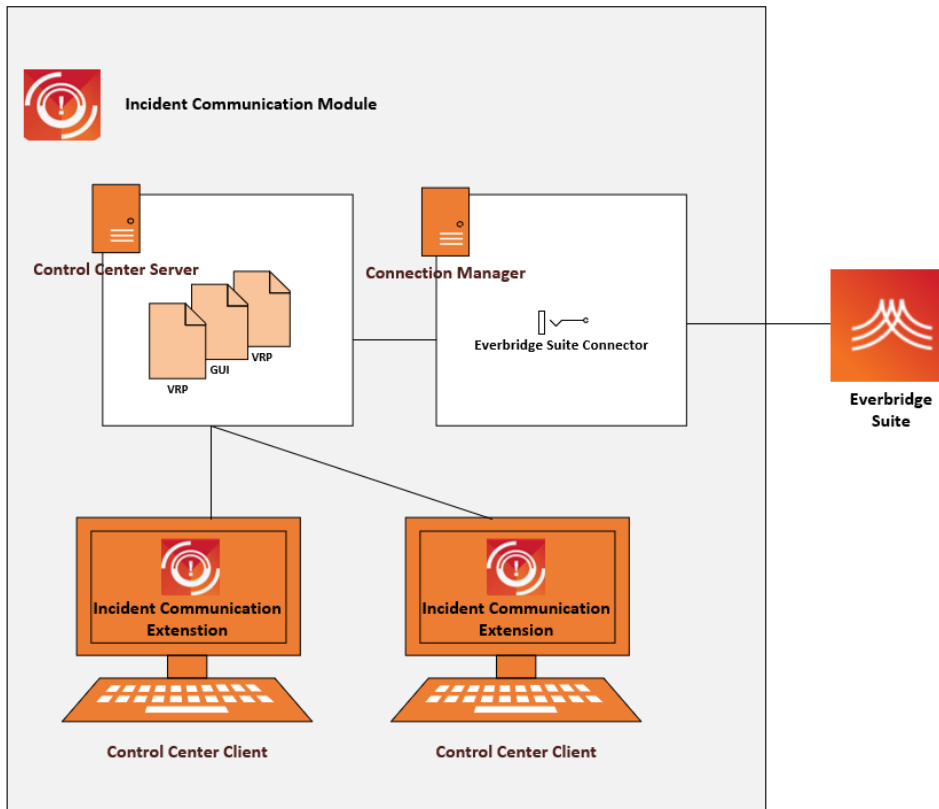 Incident Communication Module
Control Center Server
VRP
GUI
VRP
Connection Manager
Everbridge Suite Connector
Everbridge
Suite
Incident Communication
Extenstion
Incident Communication
Extension
Control Center Client
Control Center Client